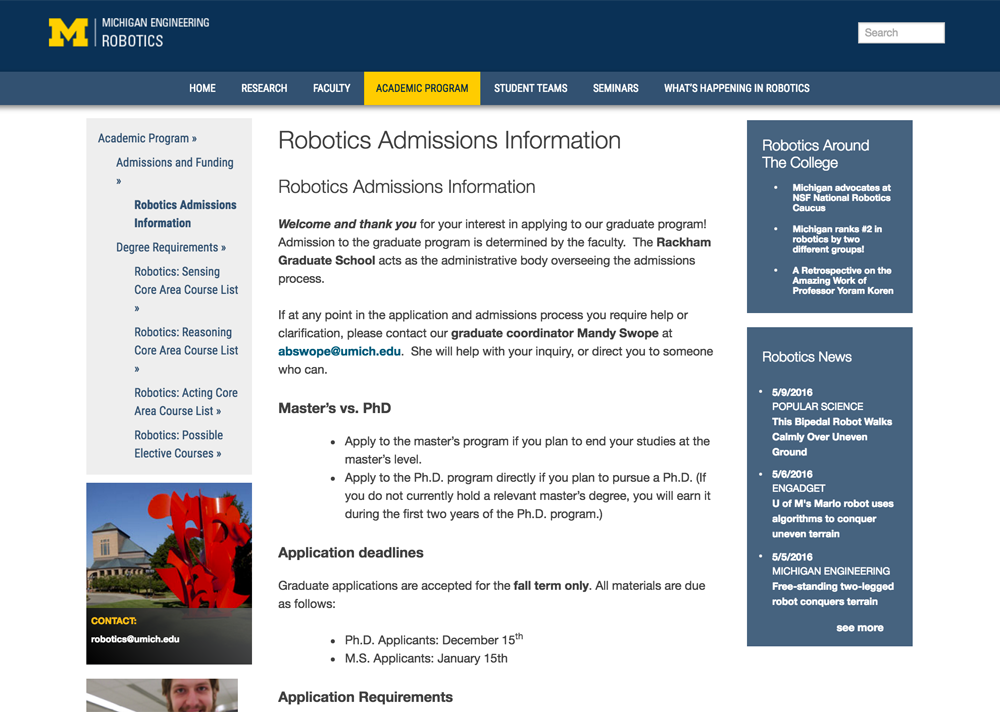 M
MICHIGAN ENGINEERING
ROBOTICS
Search
HOME RESEARCH FACULTY ACADEMIC PROGRAM STUDENT TEAMS SEMINARS WHAT'S HAPPENING IN ROBOTICS
Academic Program »
Admissions and Funding
»
Robotics Admissions
Information
Degree Requirements »
Robotics: Sensing
Core Area Course List
»
Robotics: Reasoning
Core Area Course List
»
Robotics: Acting Core
Area Course List »
Robotics: Possible
Elective Courses »
CONTACT:
robotics@umich.edu
Robotics Admissions Information
Robotics Admissions Information
Welcome and thank you for your interest in applying to our graduate program!
Admission to the graduate program is determined by the faculty. The Rackham
Graduate School acts as the administrative body overseeing the admissions
process.
If at any point in the application and admissions process you require help or
clarification, please contact our graduate coordinator Mandy Swope at
abswope@umich.edu. She will help with your inquiry, or direct you to someone
who can.
Master's vs. PhD
• Apply to the master's program if you plan to end your studies at the
master's level.
• Apply to the Ph.D. program directly if you plan to pursue a Ph.D. (If
you do not currently hold a relevant master's degree, you will earn it
during the first two years of the Ph.D. program.)
Application deadlines
Graduate applications are accepted for the fall term only. All materials are due
as follows:
• Ph.D. Applicants: December 15th
• M.S. Applicants: January 15th
Application Requirements
Robotics Around
The College
• Michigan advocates at
NSF National Robotics
Caucus
• Michigan ranks #2 in
robotics by two
different groups!
• A Retrospective on the
Amazing Work of
Professor Yoram Koren
Robotics News
• 5/9/2016
POPULAR SCIENCE
This Bipedal Robot Walks
Calmly Over Uneven
Ground
• 5/6/2016
ENGADGET
U of M's Marlo robot uses
algorithms to conquer
uneven terrain
• 5/5/2016
MICHIGAN ENGINEERING
Free-standing two-legged
robot conquers terrain
see more